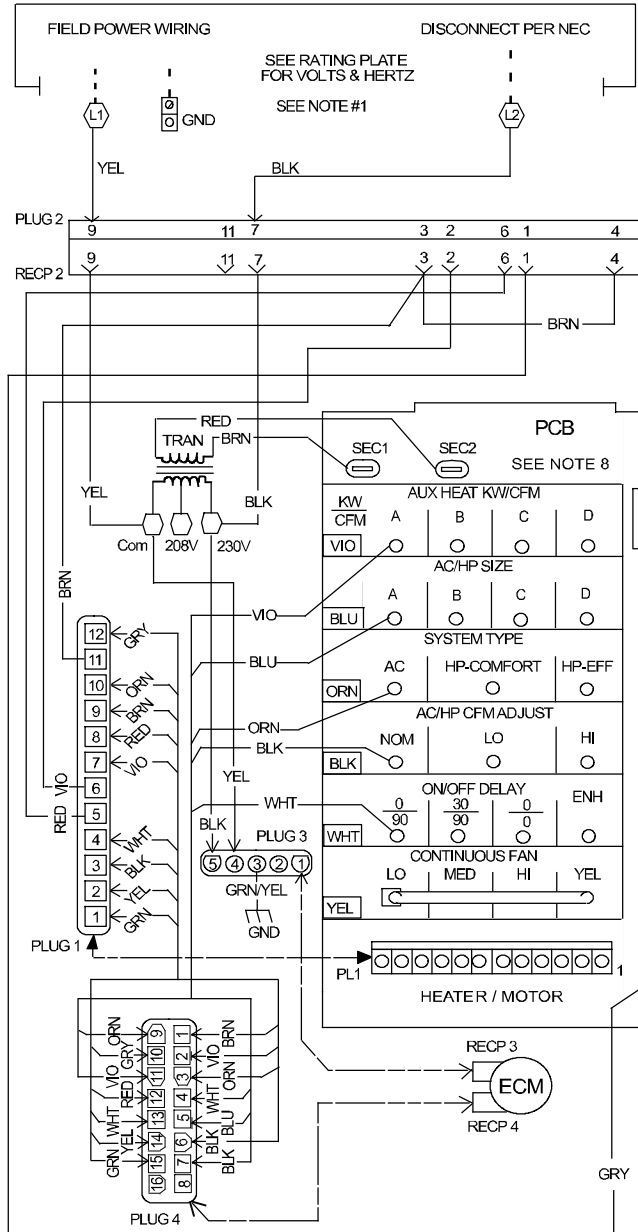 FIELD POWER WIRING
DISCONNECT PER NEC
SEE RATING PLATE
FOR VOLTS & HERTZ
SEE NOTE #1
L1
GND
L2
YEL
BLK
PLUG 2
9 11 7 3 2 6 1 4
9 11 7 3 2 6 1 4
RECP 2
BRN
RED
TRAN
BRN
PCB
SEC1 SEC2
SEE NOTE 8
YEL
BLK
AUX HEAT KW/CFM
KW
CFM
A B C D
VIO
Com 208V 230V
AC/HP SIZE
A B C D
BLU
BRN
VIO
BLU
SYSTEM TYPE
AC HP-COMFORT HP-EFF
ORN
ORN
BLK
AC/HP CFM ADJUST
NOM LO HI
BLK
YEL
WHT
ON/OFF DELAY
0
90
30
90
0
0
ENH
WHT
BLK
PLUG 3
5 4 3 2 1
GRN/YEL
GND
CONTINUOUS FAN
LO MED HI YEL
YEL
12 GRY
11
10 ORN
9 BRN
8 RED
7 VIO
6 VIO
5 RED
4 WHT
3 BLK
2 YEL
1 GRN
PLUG 1
PL1
1
HEATER / MOTOR
ORN 9 1 BRN
GRY 10 2 VIO
VIO 11 3 ORN
RED 12 4 WHT
WHT 13 5 BLU
YEL 14 6 BLK
GRN 15 7 BLK
16 8
PLUG 4
RECP 3
ECM
RECP 4
GRY